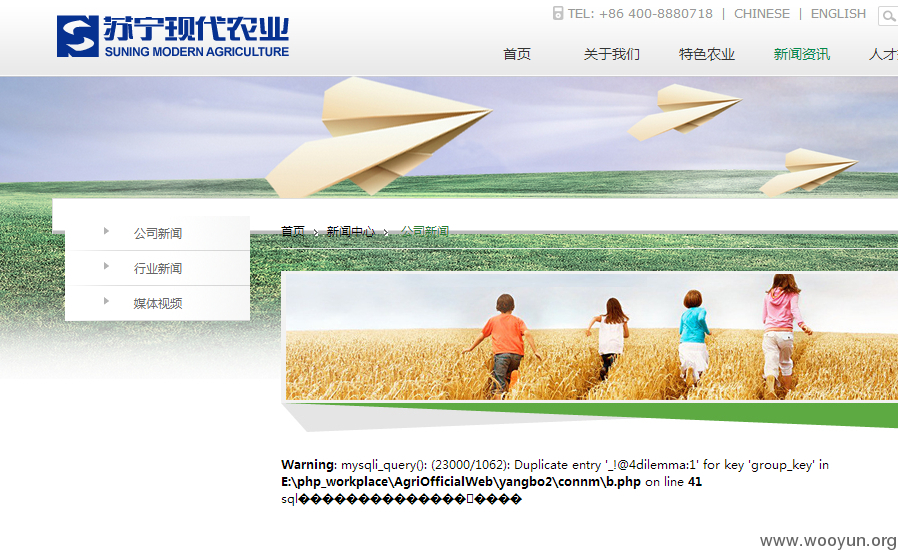 苏宁现代农业
SUNING MODERN AGRICULTURE
TEL: +86 400-8880718 | CHINESE | ENGLISH
首页 关于我们 特色农业 新闻资讯 人才
首页 > 新闻中心 > 公司新闻
公司新闻
行业新闻
媒体视频
Warning: mysqli_query(): (23000/1062): Duplicate entry '_!@4dilemma:1' for key 'group_key' in
E:\php_workplace\AgriOfficialWeb\yangbo2\connm\b.php on line 41
sql
www.wooyun.org